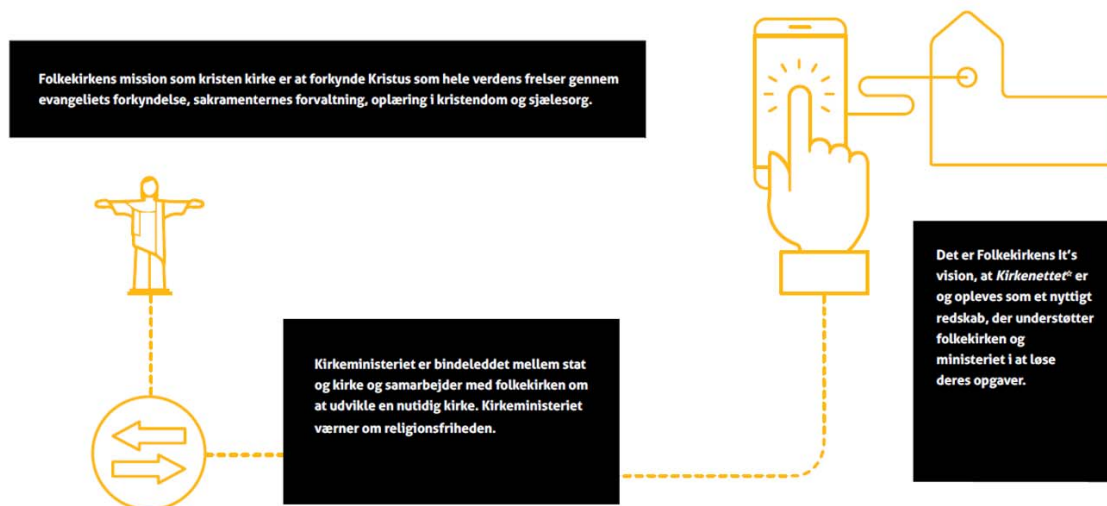 Folkekirkens mission som kristen kirke er at forkynde Kristus som hele verdens frelser gennem
evangeliets forkyndelse, sakramenternes forvaltning, oplæring i kristendom og sjælesorg.
Kirkeministeriet er bindeleddet mellem stat
og kirke og samarbejder med folkekirken om
at udvikle en nutidig kirke. Kirkeministeriet
værner om religionsfriheden.
Det er Folkekirkens It's
vision, at Kirkenettet* er
og opleves som et nyttigt
redskab, der understøtter
folkekirken og
ministeriet i at løse
deres opgaver.